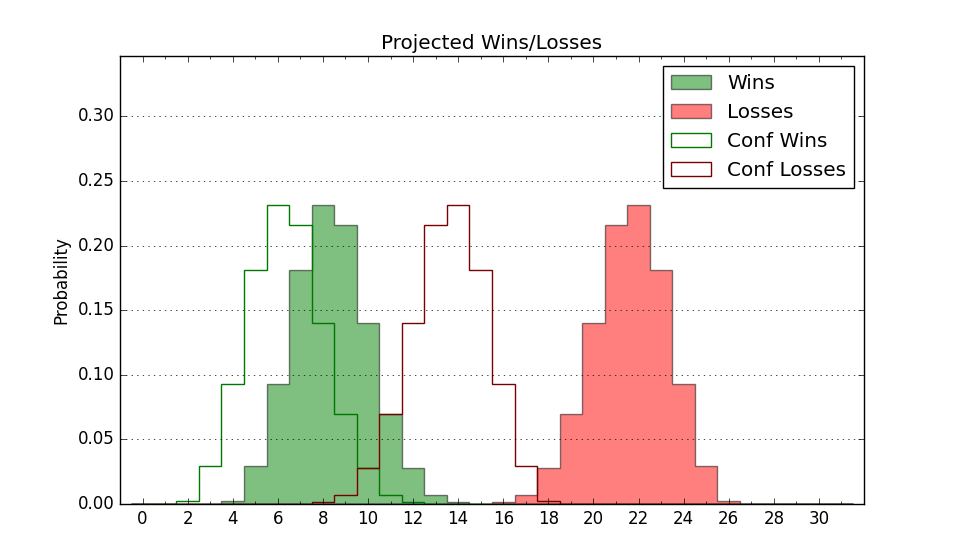 Projected Wins/Losses
Wins
Losses
Conf Wins
Conf Losses
Probability
0.30
0.25
0.20
0.15
0.10
0.05
0.00
0 2 4 6 8 10 12 14 16 18 20 22 24 26 28 30